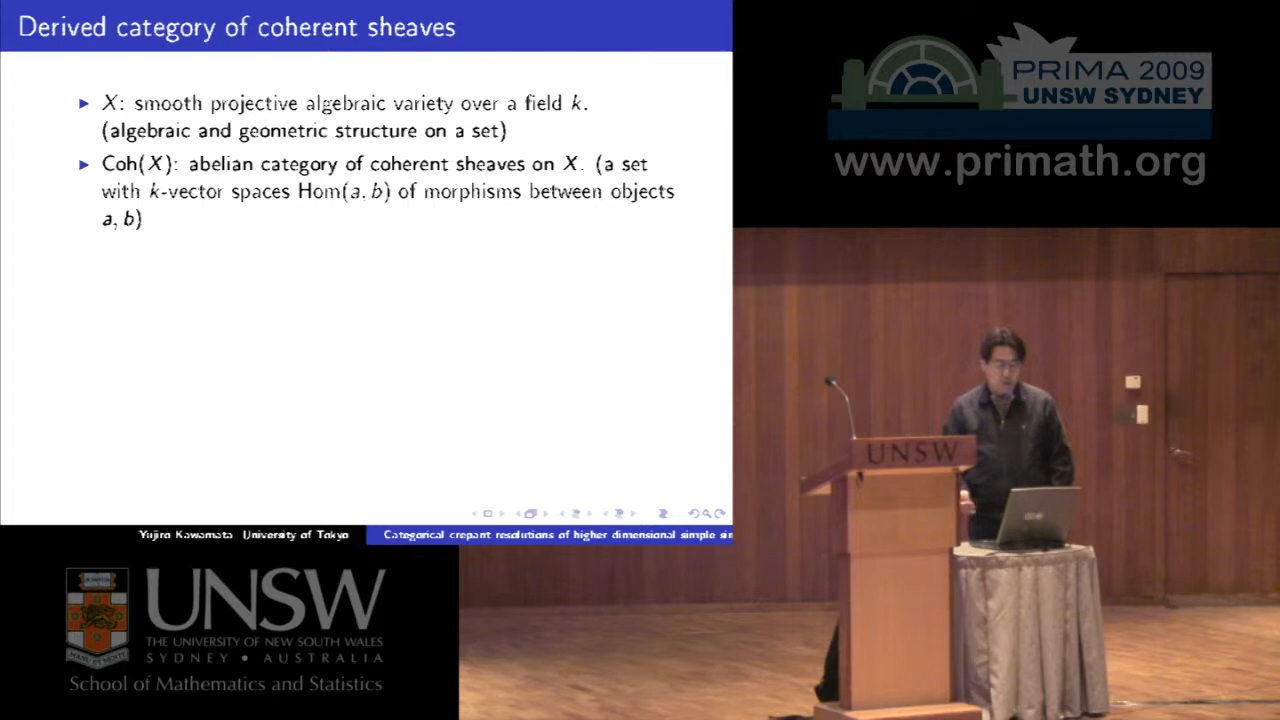 Derived category of coherent sheaves
X: smooth projective algebraic variety over a field k.
(algebraic and geometric structure on a set)
Coh(X): abelian category of coherent sheaves on X. (a set
with k-vector spaces Hom(a, b) of morphisms between objects
a, b)
Yujiro Kawamata University of Tokyo
Categorical crepant resolutions of higher dimensional simple si
PRIMA 2009
UNSW SYDNEY
www.primath.org
UNSW
UNSW
THE UNIVERSITY OF NEW SOUTH WALES
SYDNEY • AUSTRALIA
School of Mathematics and Statistics